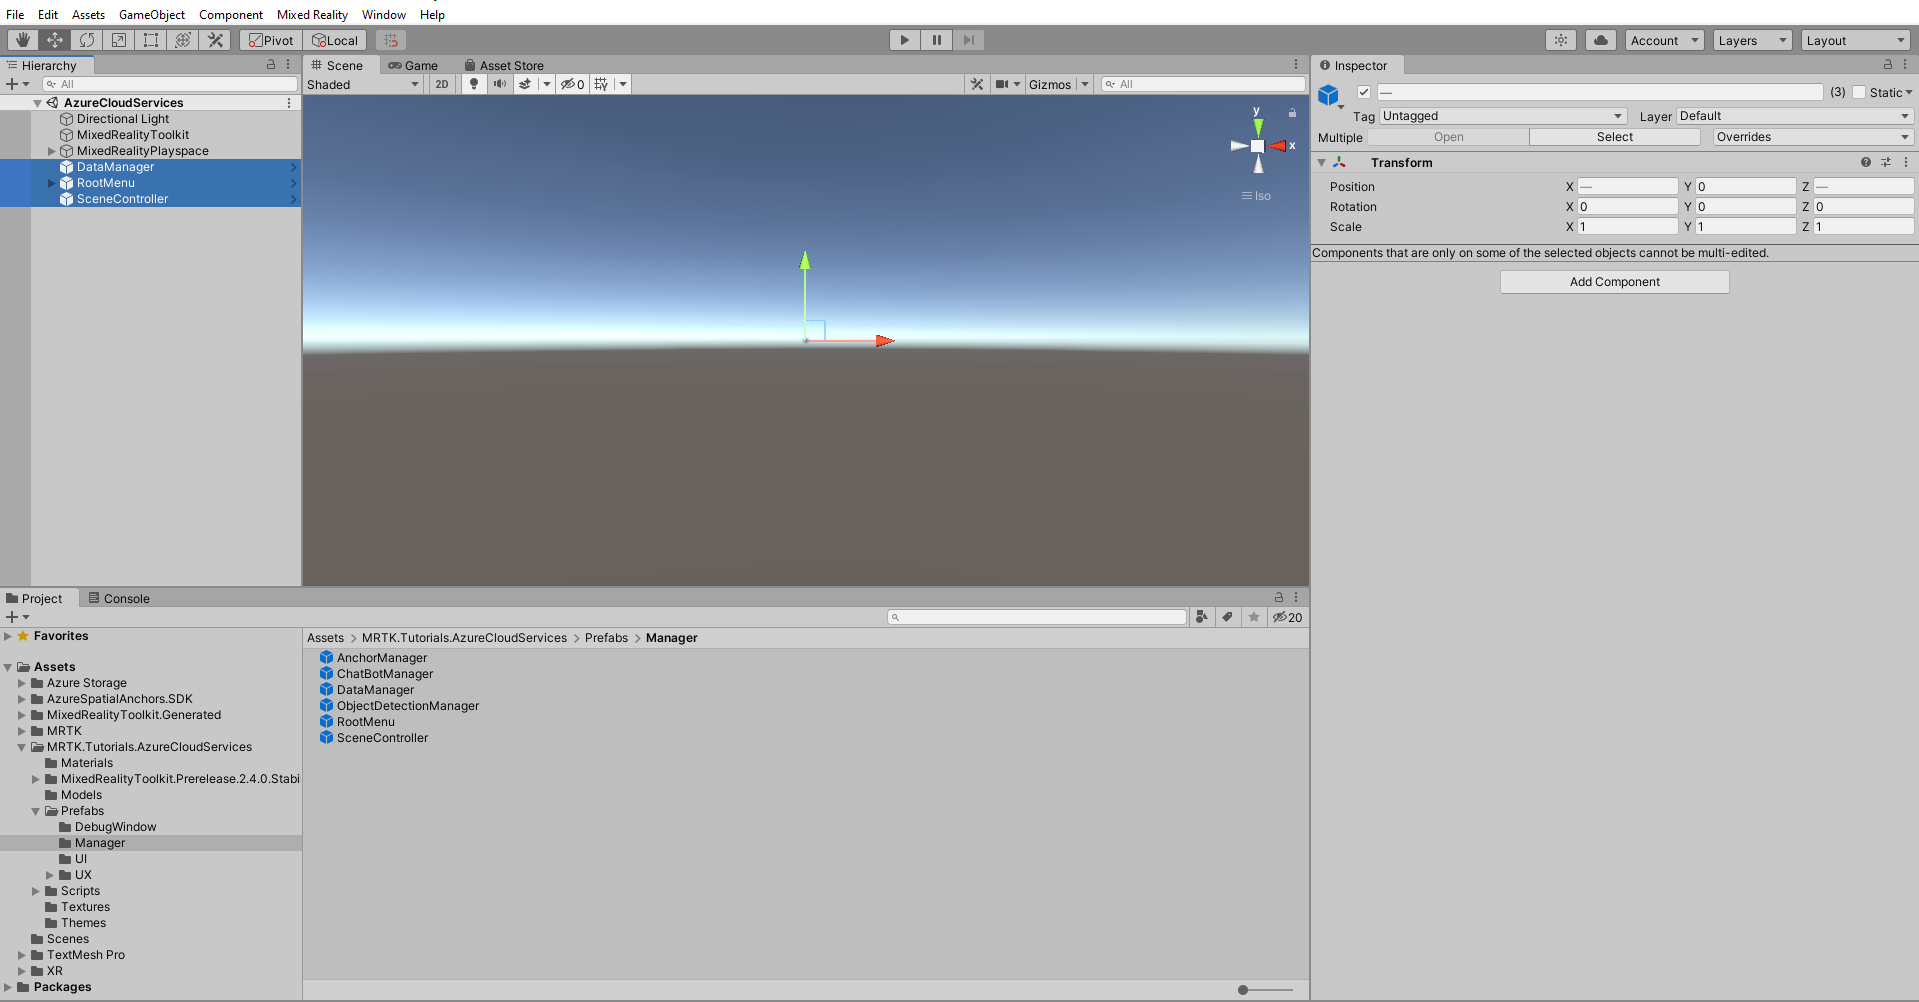 File Edit Assets GameObject Component Mixed Reality Window Help
Pivot Local Account Layers Layout
Hierarchy
All
AzureCloudServices
Directional Light
MixedRealityToolkit
MixedRealityPlayspace
DataManager
RootMenu
SceneController
Scene Game Asset Store
Shaded 2D 0 Gizmos All
y
x
Iso
Inspector
— (3) Static
Tag Untagged Layer Default
Multiple Open Select Overrides
Transform
Position X — Y 0 Z —
Rotation X 0 Y 0 Z 0
Scale X 1 Y 1 Z 1
Components that are only on some of the selected objects cannot be multi-edited.
Add Component
Project Console
20
Favorites
Assets
Azure Storage
AzureSpatialAnchors.SDK
MixedRealityToolkit.Generated
MRTK
MRTK.Tutorials.AzureCloudServices
Materials
MixedRealityToolkit.Prerelease.2.4.0.Stabi
Models
Prefabs
DebugWindow
Manager
UI
UX
Scripts
Textures
Themes
Scenes
TextMesh Pro
XR
Packages
Assets > MRTK.Tutorials.AzureCloudServices > Prefabs > Manager
AnchorManager
ChatBotManager
DataManager
ObjectDetectionManager
RootMenu
SceneController